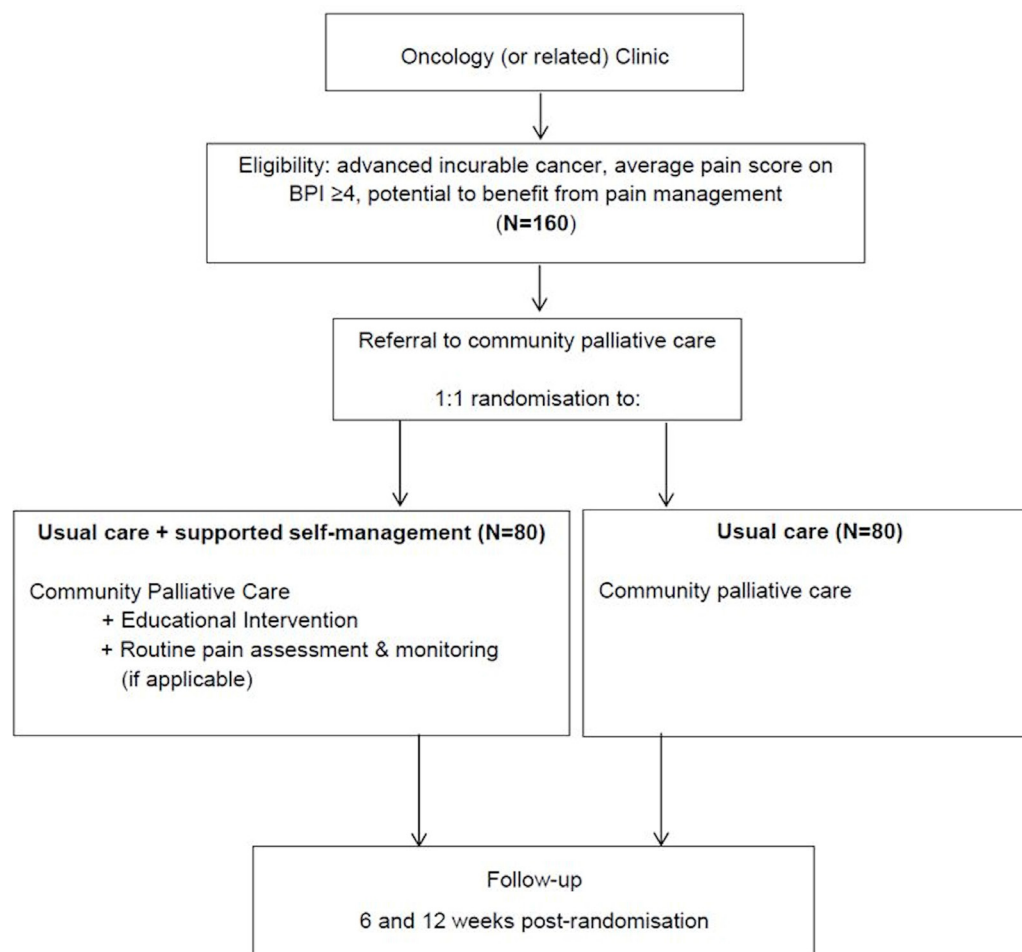 Oncology (or related) Clinic
Eligibility: advanced incurable cancer, average pain score on
BPI ≥4, potential to benefit from pain management
(N=160)
Referral to community palliative care
1:1 randomisation to:
Usual care + supported self-management (N=80)
Community Palliative Care
+ Educational Intervention
+ Routine pain assessment & monitoring
(if applicable)
Usual care (N=80)
Community palliative care
Follow-up
6 and 12 weeks post-randomisation